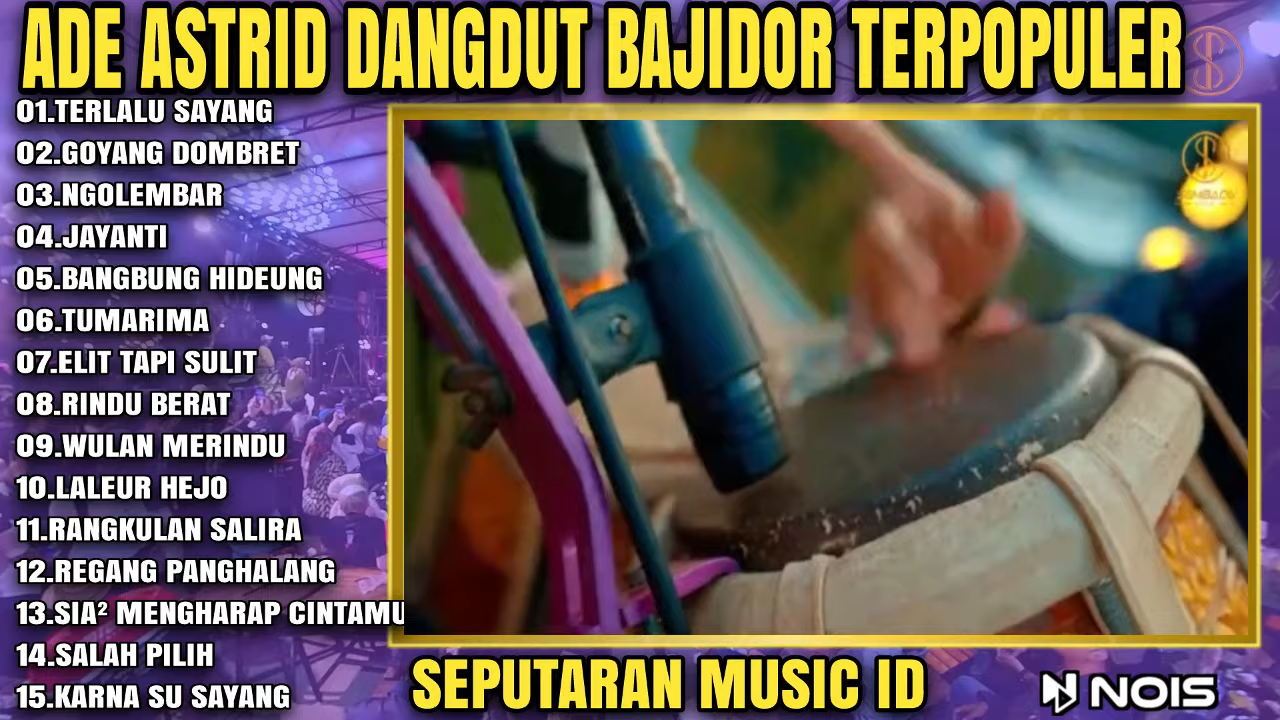 ADE ASTRID DANGDUT BAJIDOR TERPOPULER
01.TERLALU SAYANG
02.GOYANG DOMBRET
03.NGOLEMBAR
04.JAYANTI
05.BANGBUNG HIDEUNG
06.TUMARIMA
07.ELIT TAPI SULIT
08.RINDU BERAT
09.WULAN MERINDU
10.LALEUR HEJO
11.RANGKULAN SALIRA
12.REGANG PANGHALANG
13.SIA² MENGHARAP CINTAMU
14.SALAH PILIH
15.KARNA SU SAYANG
SEPUTARAN MUSIC ID
NOIS